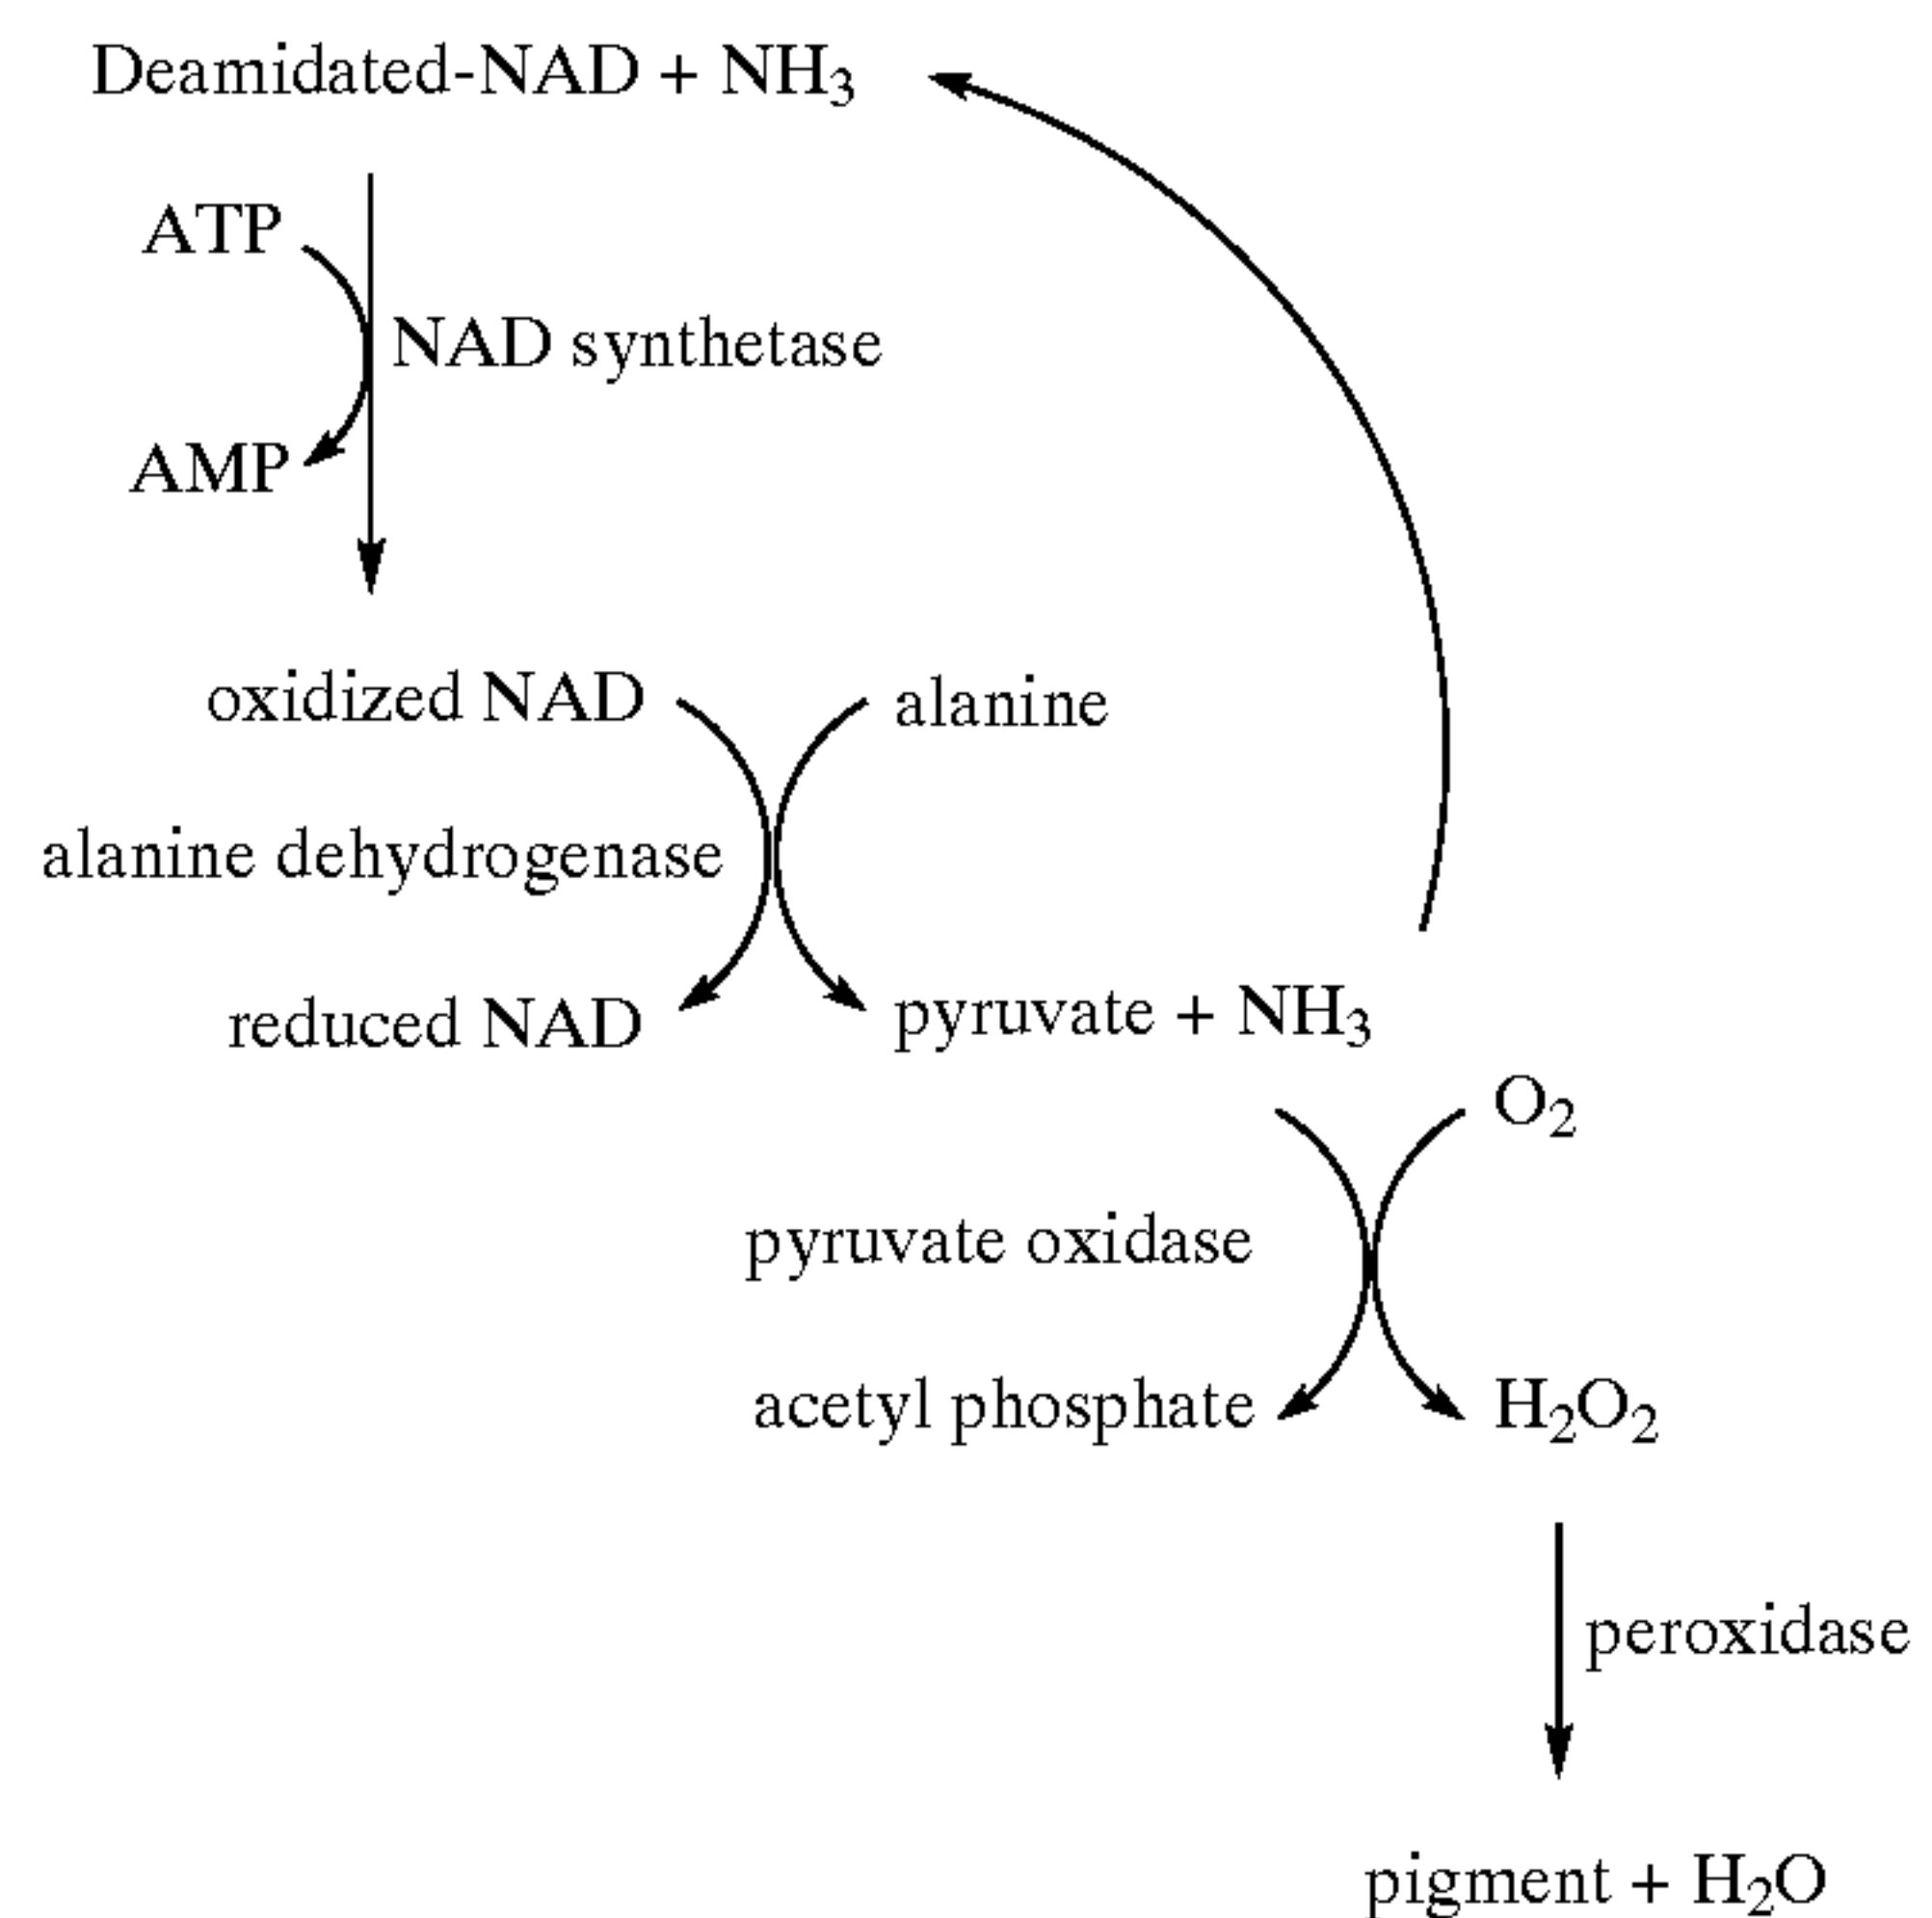 Deamidated-NAD + NH₃
ATP
NAD synthetase
AMP
oxidized NAD
alanine
alanine dehydrogenase
reduced NAD
pyruvate + NH₃
O₂
pyruvate oxidase
acetyl phosphate
H₂O₂
peroxidase
pigment + H₂O